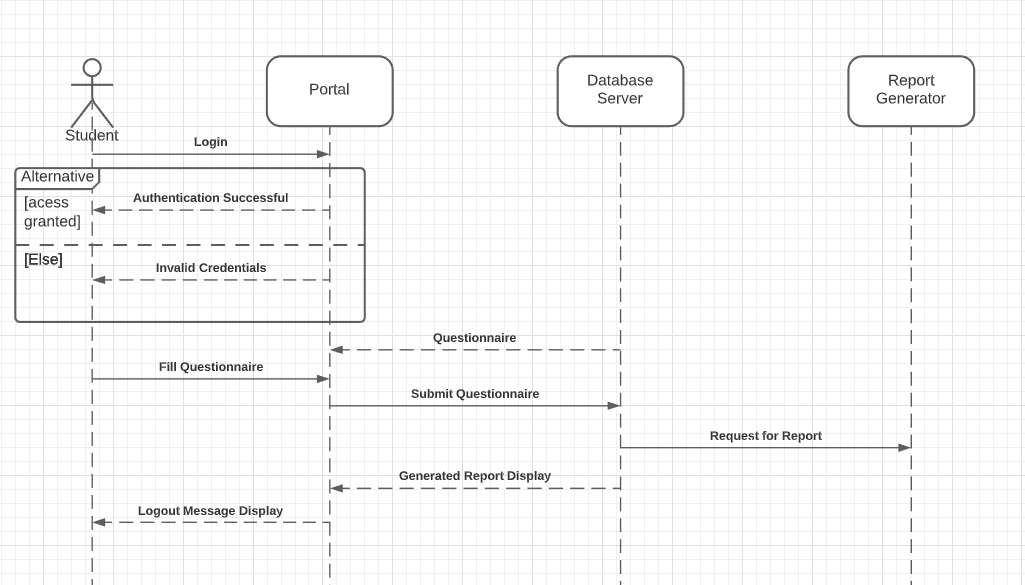 Portal
Database
Server
Report
Generator
Student
Login
Alternative
[acess
granted]
Authentication Successful
[Else]
Invalid Credentials
Questionnaire
Fill Questionnaire
Submit Questionnaire
Request for Report
Generated Report Display
Logout Message Display